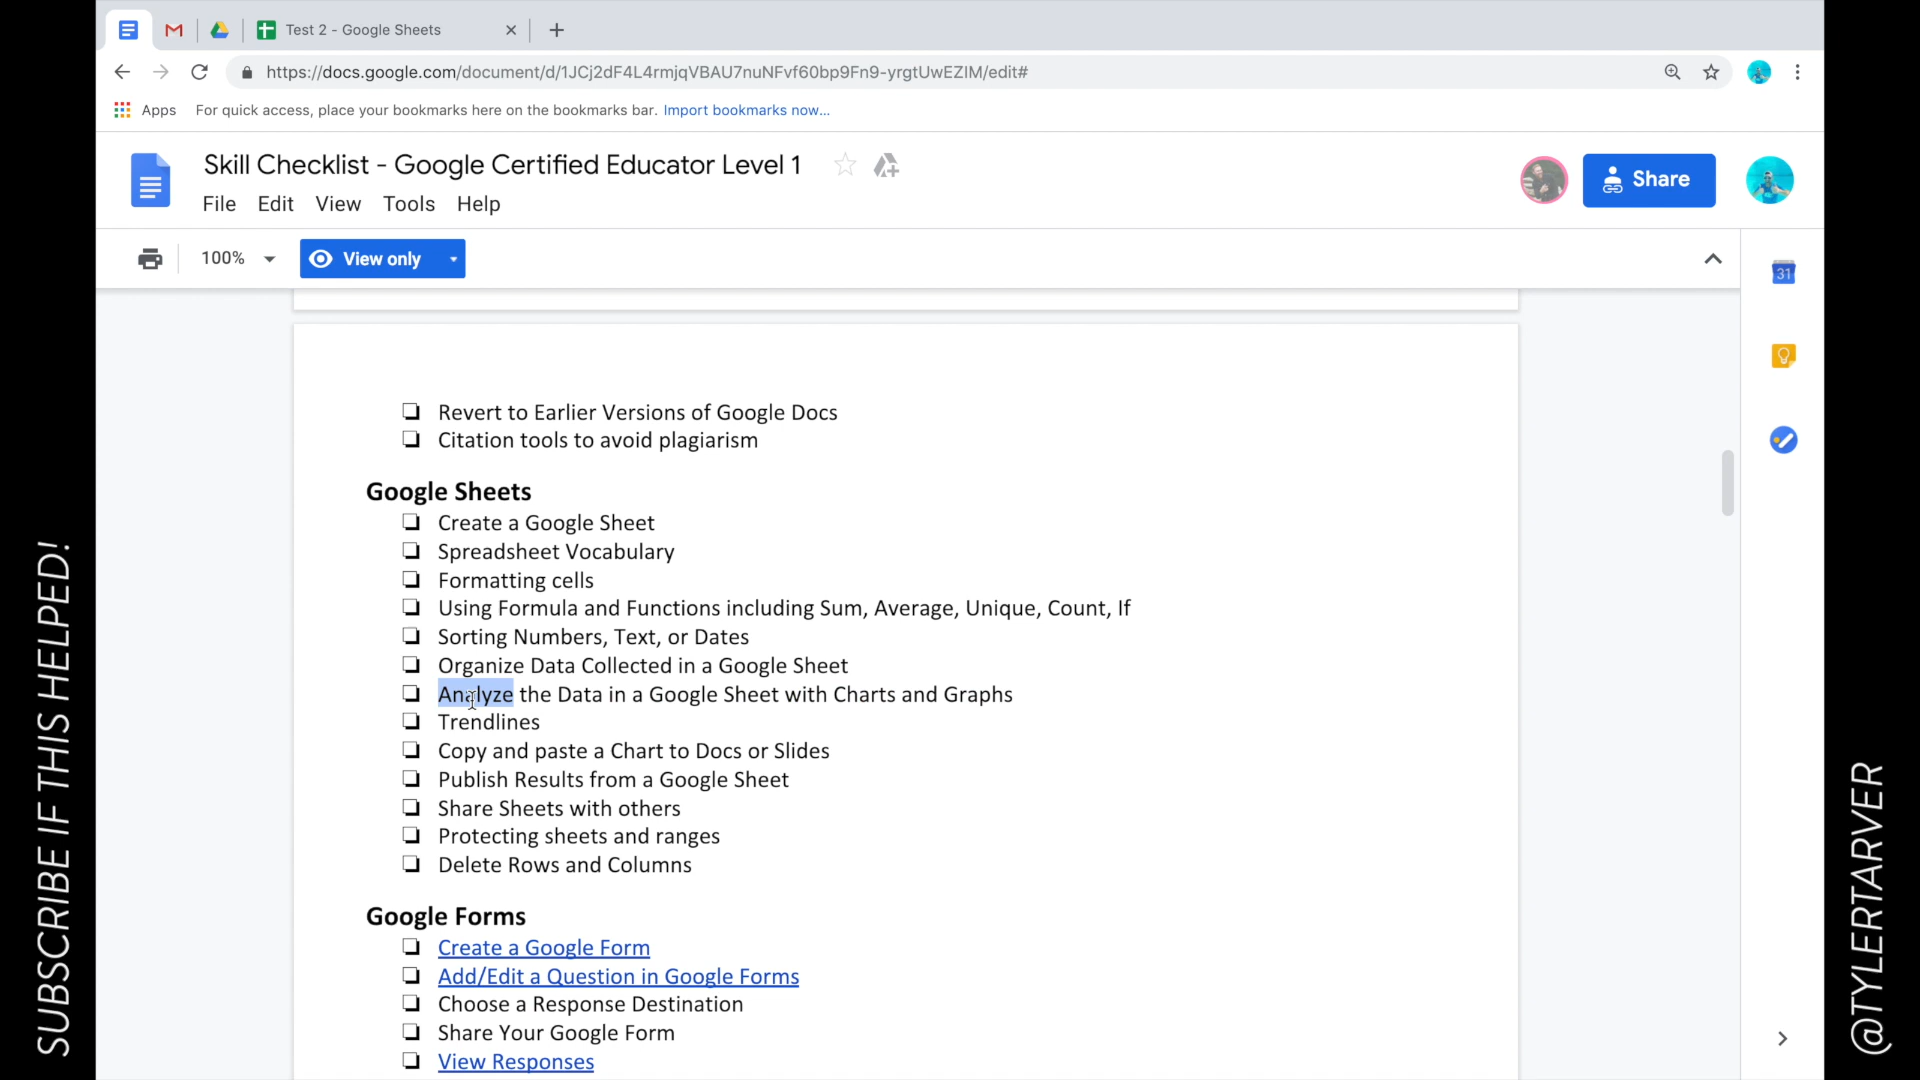 Test 2 - Google Sheets
https://docs.google.com/document/d/1JCj2dF4L4rmjqVBAU7nuNFvf60bp9Fn9-yrgtUwEZIM/edit#
Apps For quick access, place your bookmarks here on the bookmarks bar. Import bookmarks now...
Skill Checklist - Google Certified Educator Level 1
Share
File Edit View Tools Help
100% View only
31
Revert to Earlier Versions of Google Docs
Citation tools to avoid plagiarism
Google Sheets
Create a Google Sheet
Spreadsheet Vocabulary
Formatting cells
Using Formula and Functions including Sum, Average, Unique, Count, If
Sorting Numbers, Text, or Dates
Organize Data Collected in a Google Sheet
Analyze the Data in a Google Sheet with Charts and Graphs
Trendlines
Copy and paste a Chart to Docs or Slides
Publish Results from a Google Sheet
Share Sheets with others
Protecting sheets and ranges
Delete Rows and Columns
Google Forms
Create a Google Form
Add/Edit a Question in Google Forms
Choose a Response Destination
Share Your Google Form
View Responses
SUBSCRIBE IF THIS HELPED!
@TYLERTARVER